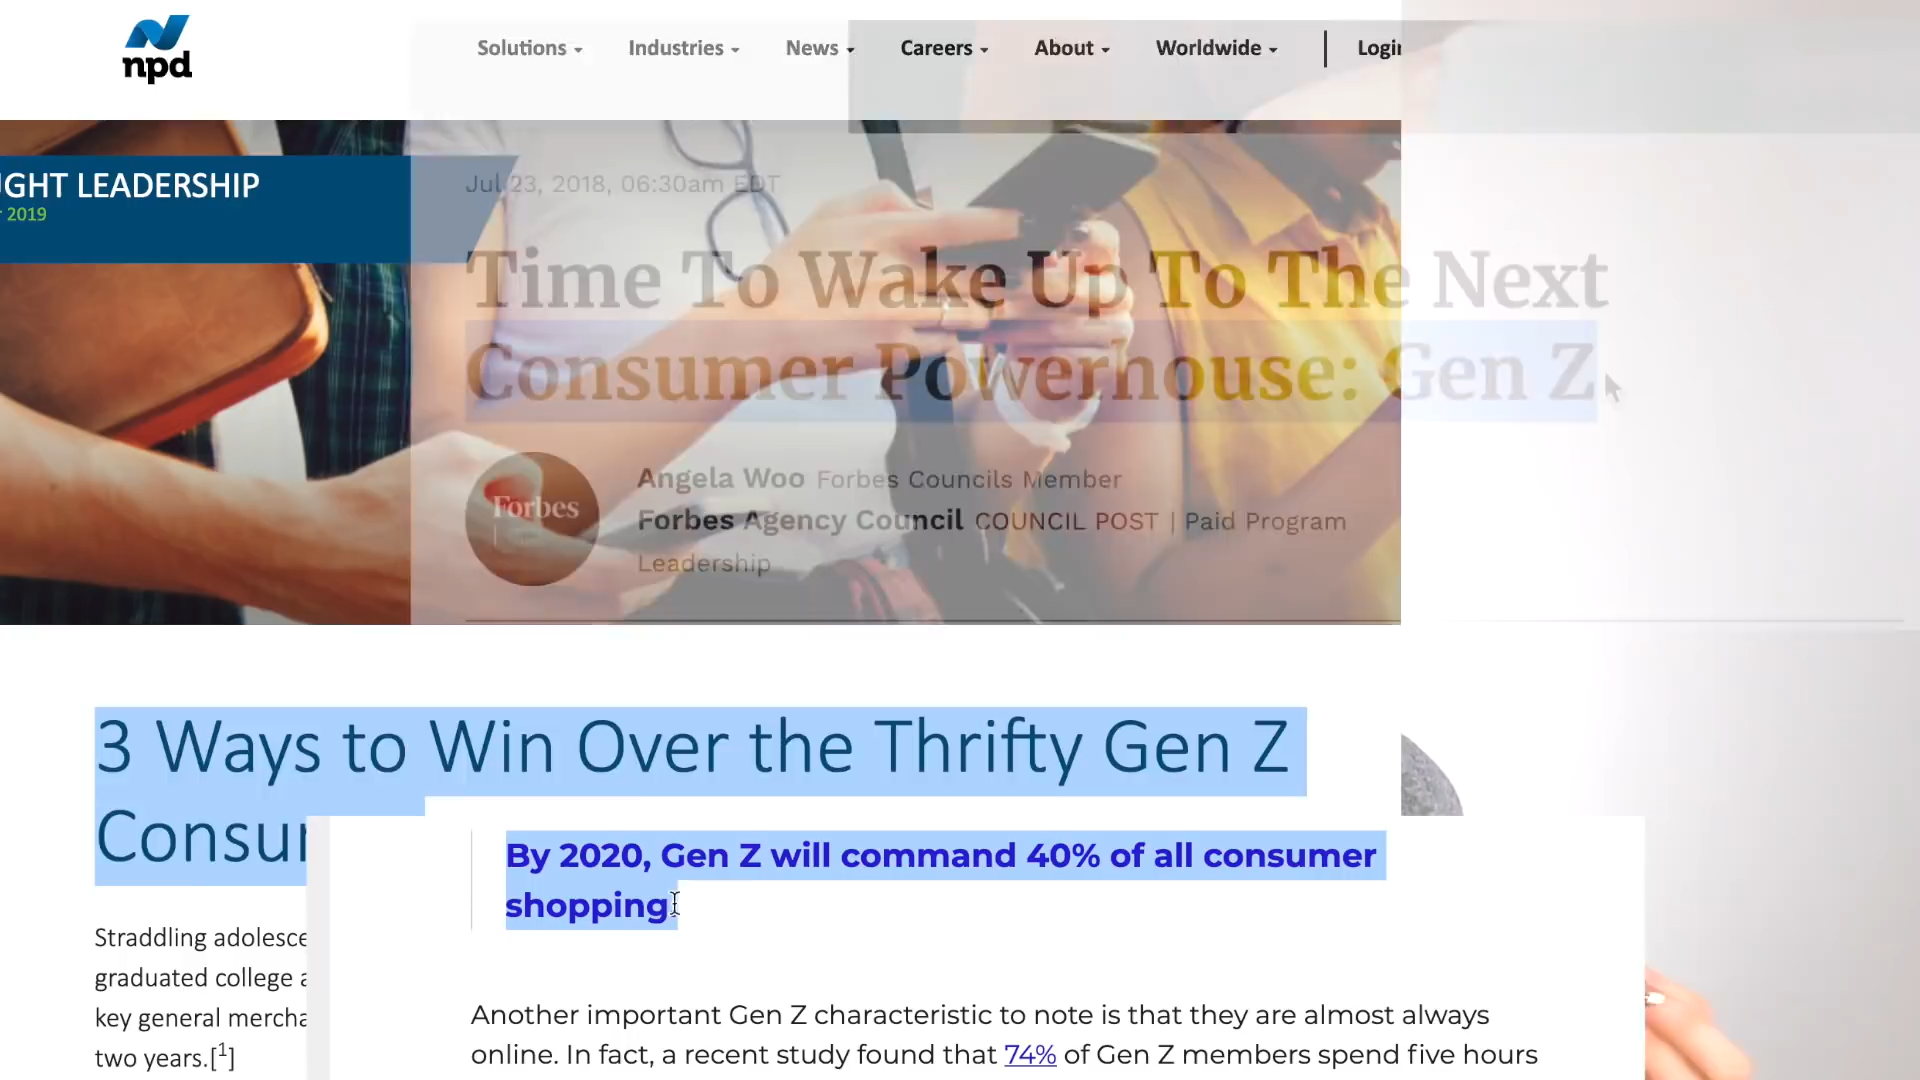 npd
Solutions Industries News Careers About Worldwide Login
GHT LEADERSHIP
2019
Jul 23, 2018, 06:30am EDT
Time To Wake Up To The Next
Consumer Powerhouse: Gen Z
Forbes
Angela Woo Forbes Councils Member
Forbes Agency Council COUNCIL POST | Paid Program
Leadership
3 Ways to Win Over the Thrifty Gen Z
Consu
By 2020, Gen Z will command 40% of all consumer
shopping.
Straddling adolesce
graduated college a
key general mercha
two years.[1]
Another important Gen Z characteristic to note is that they are almost always
online. In fact, a recent study found that 74% of Gen Z members spend five hours